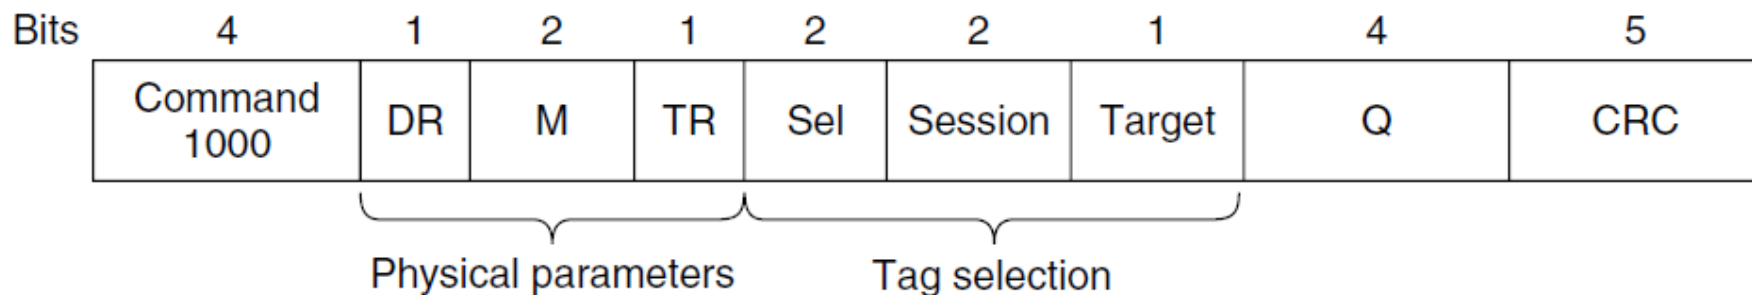 Bits 4 1 2 1 2 2 1 4 5
Command
1000
DR M TR Sel Session Target Q CRC
Physical parameters Tag selection